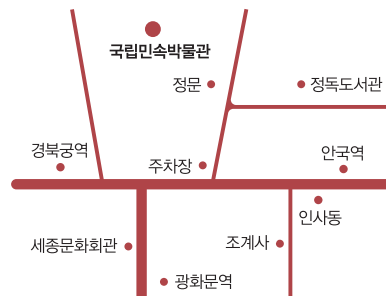 국립민속박물관
정문
정독도서관
경복궁역
주차장
안국역
인사동
세종문화회관
조계사
광화문역